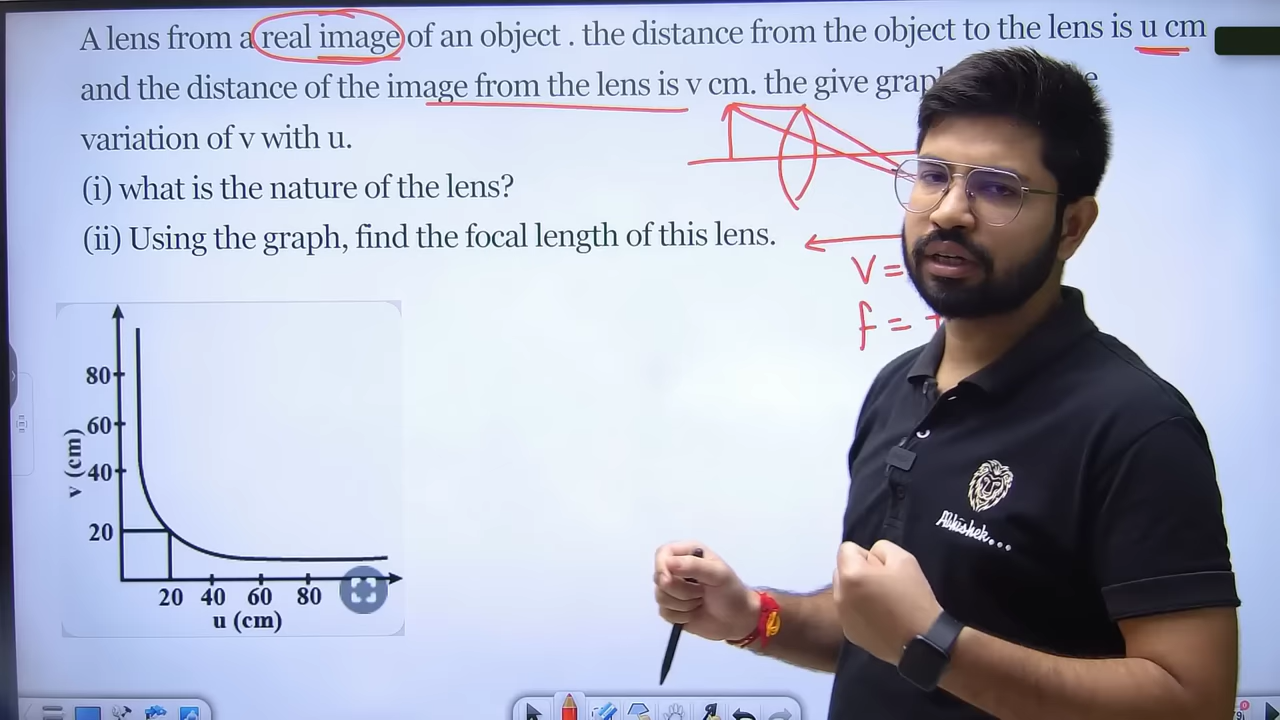 A lens from a real image of an object . the distance from the object to the lens is u cm
and the distance of the image from the lens is v cm. the give
variation of v with u.
(i) what is the nature of the lens?
(ii) Using the graph, find the focal length of this lens.
V =
f = +
80
60
40
20
v (cm)
20 40 60 80
u (cm)
Abhishek...